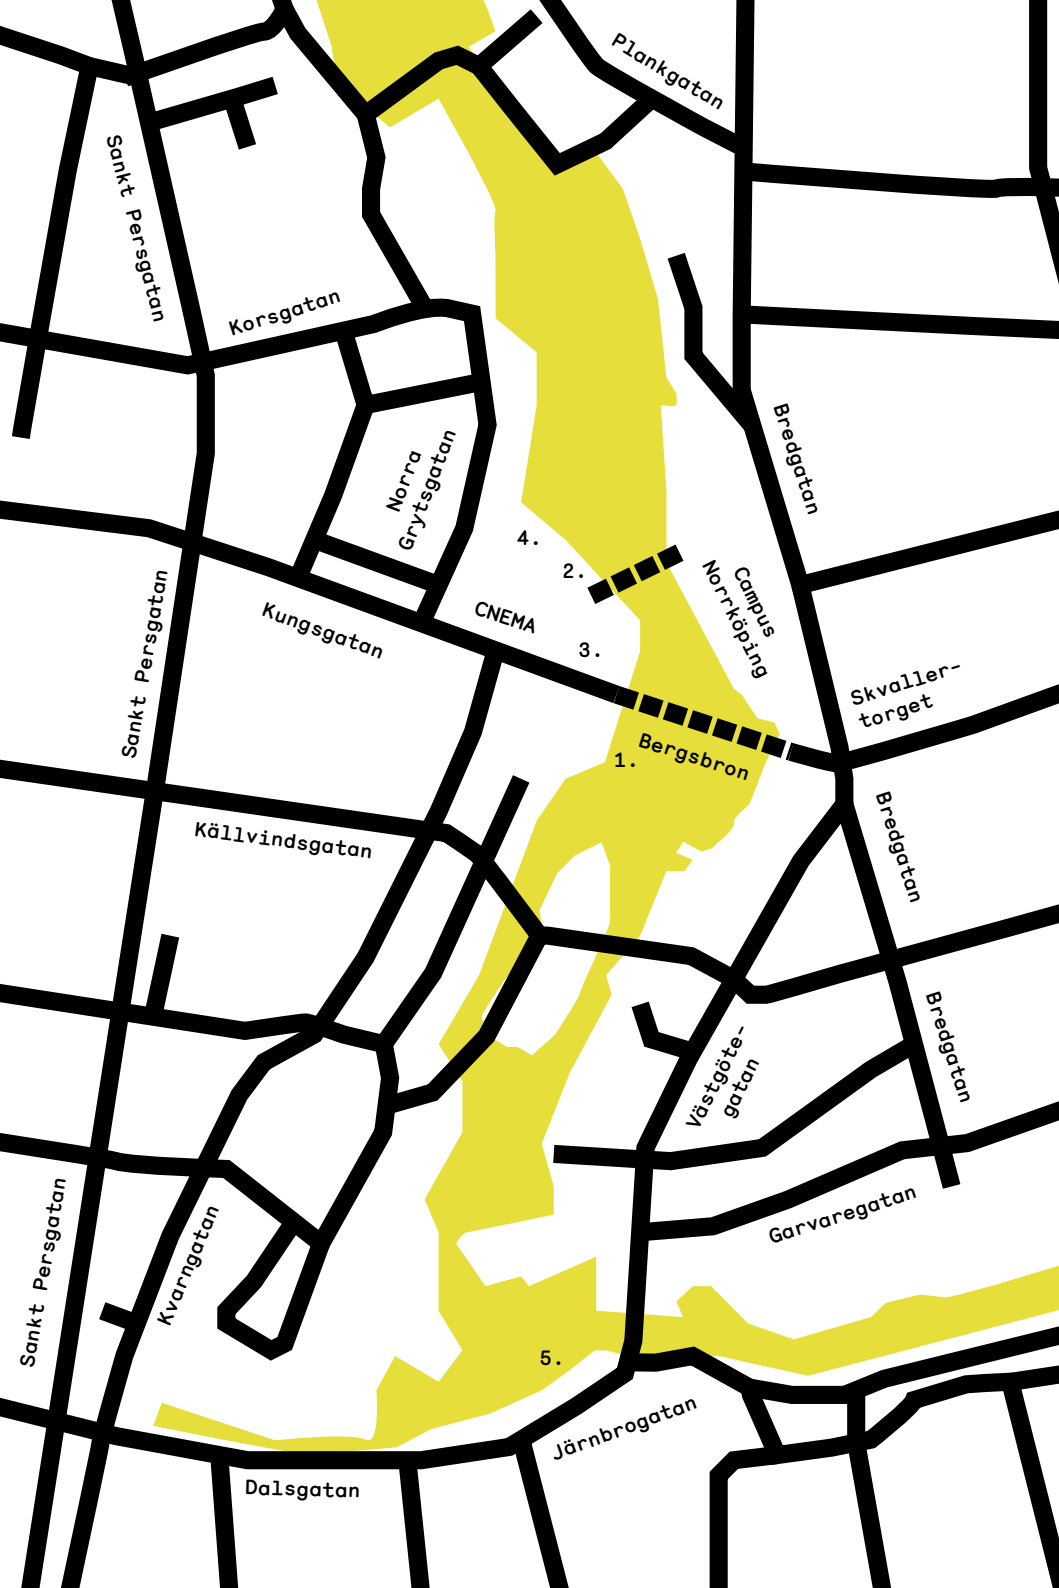 Plankgatan
Sankt Persgatan
Korsgatan
Bredgatan
Norra
Grytsgatan
4.
2.
Campus
Norrköping
Sankt Persgatan
Kungsgatan
CNEMA
3.
Skvaller-
torget
Bergsbron
1.
Källvindsgatan
Bredgatan
Bredgatan
Västgöte-
gatan
Sankt Persgatan
Kvarngatan
Garvaregatan
5.
Järnbrogatan
Dalsgatan